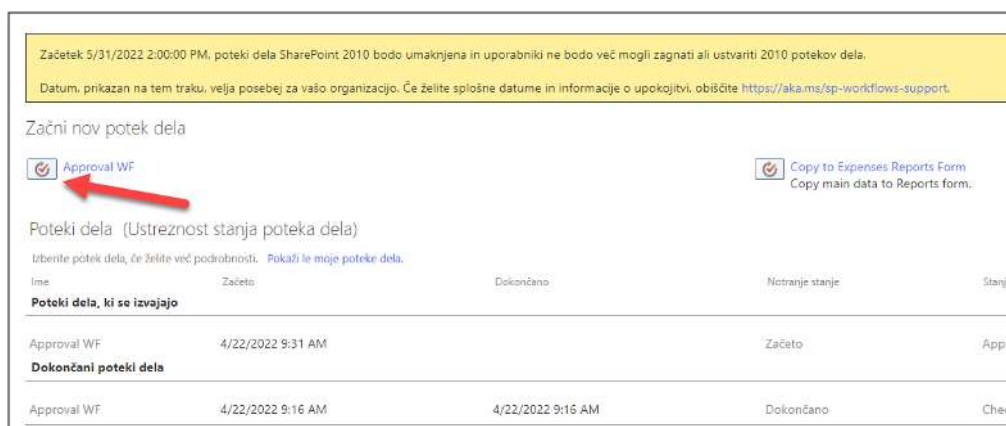 Začetek 5/31/2022 2:00:00 PM, poteki dela SharePoint 2010 bodo umaknjena in uporabniki ne bodo več mogli zagnati ali ustvariti 2010 potekov dela.
Datum, prikazan na tem traku, velja posebej za vašo organizacijo. Če želite splošne datume in informacije o upokojitvi, obiščite https://aka.ms/sp-workflows-support.
Začni nov potek dela
Approval WF
Copy to Expenses Reports Form
Copy main data to Reports form.
Poteki dela (Ustreznost stanja poteka dela)
Izberite potek dela, če želite več podrobnosti. Pokaži le moje poteke dela.
Ime Začeto Dokončano Notranje stanje Stanj
Poteki dela, ki se izvajajo
Approval WF 4/22/2022 9:31 AM Začeto App
Dokončani poteki dela
Approval WF 4/22/2022 9:16 AM 4/22/2022 9:16 AM Dokončano Chec